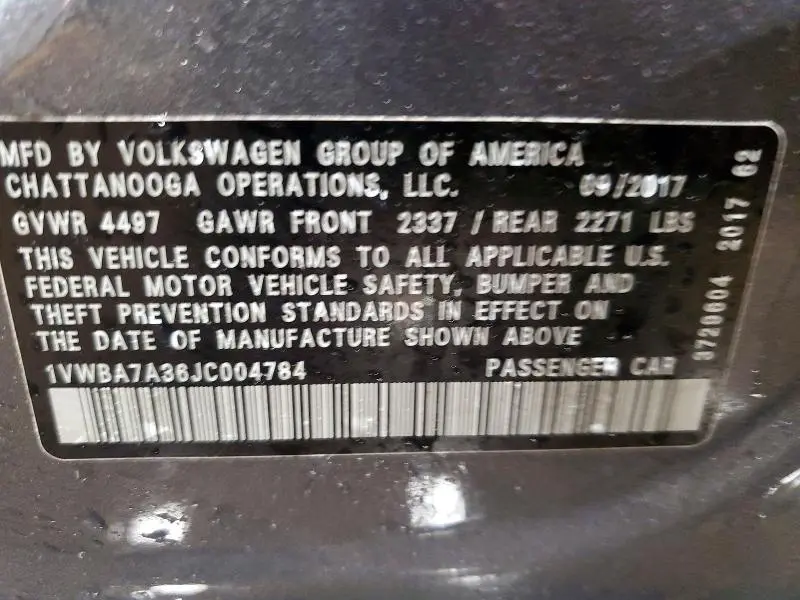 MFD BY VOLKSWAGEN GROUP OF AMERICA
CHATTANOOGA OPERATIONS, LLC. 09/2017
GVWR 4497 GAWR FRONT 2337 / REAR 2271 LBS
THIS VEHICLE CONFORMS TO ALL APPLICABLE U.S.
FEDERAL MOTOR VEHICLE SAFETY, BUMPER AND
THEFT PREVENTION STANDARDS IN EFFECT ON
THE DATE OF MANUFACTURE SHOWN ABOVE
1VWBA7A36JC004784 PASSENGER CAR
3720604 2017 G2